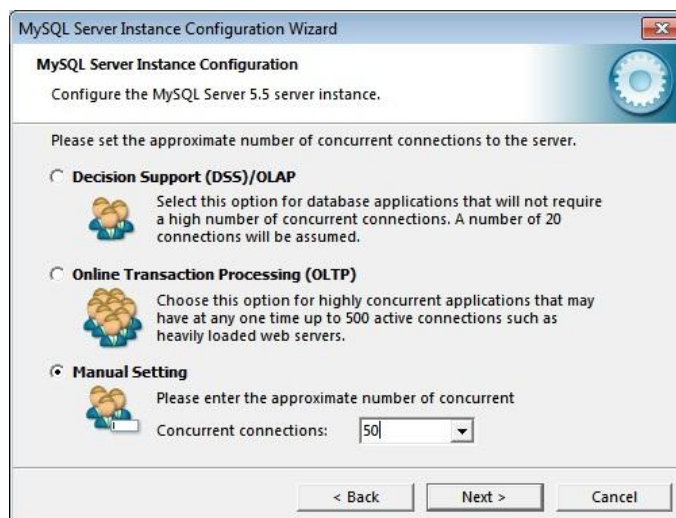 MySQL Server Instance Configuration Wizard
MySQL Server Instance Configuration
Configure the MySQL Server 5.5 server instance.
Please set the approximate number of concurrent connections to the server.
Decision Support (DSS)/OLAP
Select this option for database applications that will not require
a high number of concurrent connections. A number of 20
connections will be assumed.
Online Transaction Processing (OLTP)
Choose this option for highly concurrent applications that may
have at any one time up to 500 active connections such as
heavily loaded web servers.
Manual Setting
Please enter the approximate number of concurrent
Concurrent connections: 50
< Back Next > Cancel